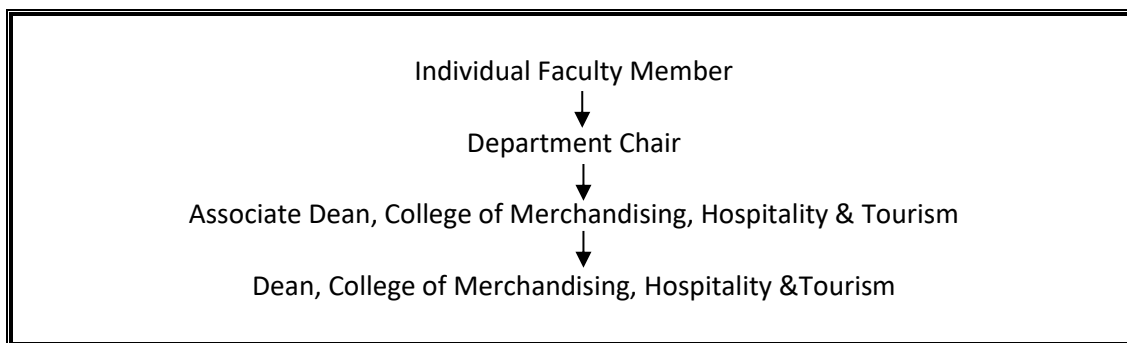 Individual Faculty Member
Department Chair
Associate Dean, College of Merchandising, Hospitality & Tourism
Dean, College of Merchandising, Hospitality &Tourism